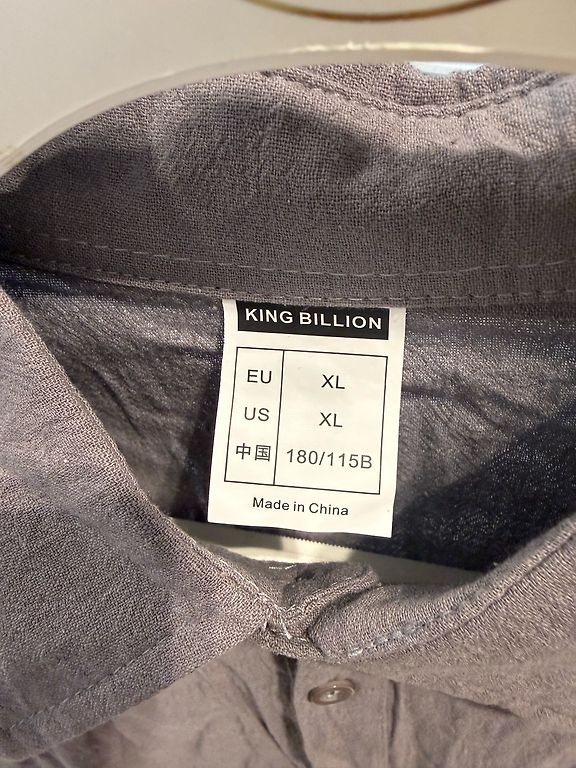 KING BILLION
EU XL
US XL
中国 180/115B
Made in China